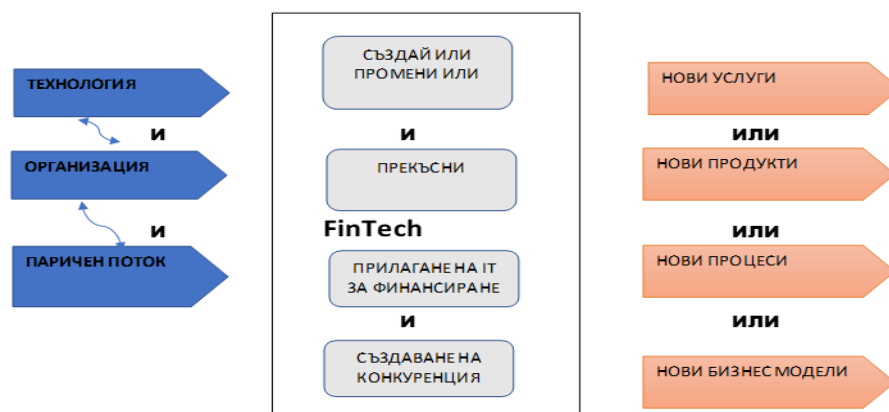 ТЕХНОЛОГИЯ
и
ОРГАНИЗАЦИЯ
и
ПАРИЧЕН ПОТОК
СЪЗДАЙ ИЛИ
ПРОМЕНИ ИЛИ
и
ПРЕКЪСНИ
FinTech
ПРИЛАГАНЕ НА IT
ЗА ФИНАНСИРАНЕ
и
СЪЗДАВАНЕ НА
КОНКУРЕНЦИЯ
НОВИ УСЛУГИ
или
НОВИ ПРОДУКТИ
или
НОВИ ПРОЦЕСИ
или
НОВИ БИЗНЕС МОДЕЛИ